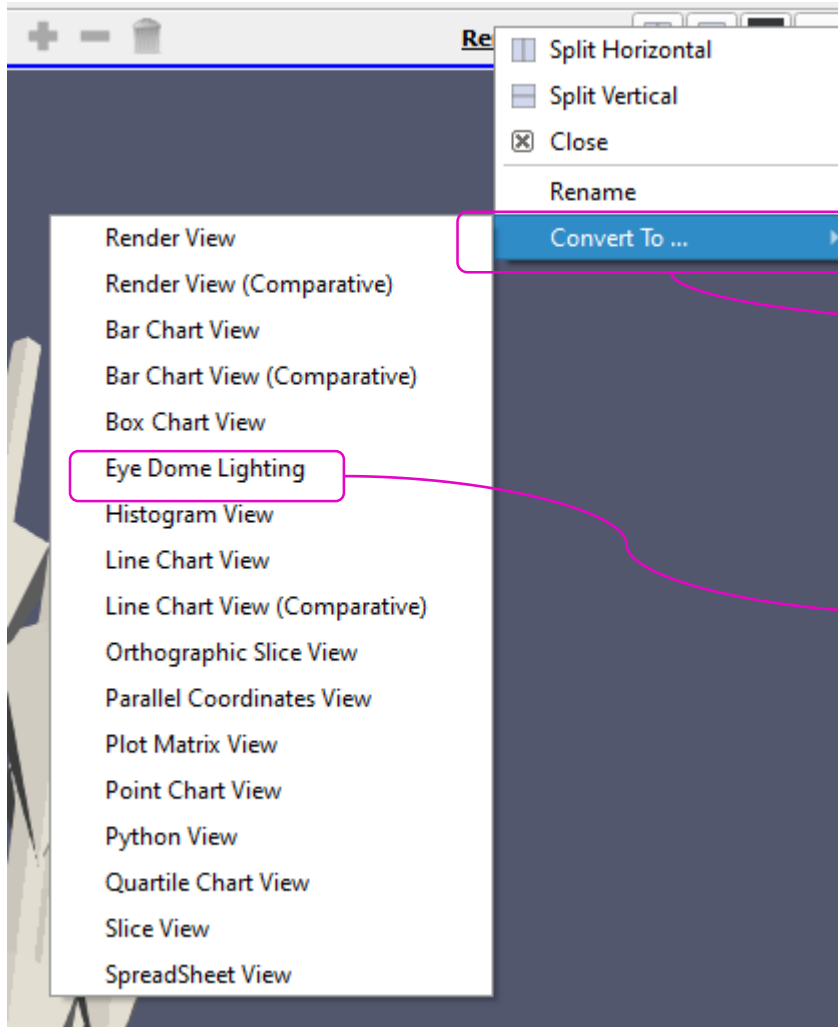 Re
Split Horizontal
Split Vertical
Close
Rename
Convert To ...
Render View
Render View (Comparative)
Bar Chart View
Bar Chart View (Comparative)
Box Chart View
Eye Dome Lighting
Histogram View
Line Chart View
Line Chart View (Comparative)
Orthographic Slice View
Parallel Coordinates View
Plot Matrix View
Point Chart View
Python View
Quartile Chart View
Slice View
SpreadSheet View